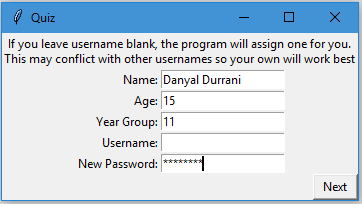 Quiz
If you leave username blank, the program will assign one for you.
This may conflict with other usernames so your own will work best
Name: Danyal Durrani
Age: 15
Year Group: 11
Username:
New Password: ********
Next